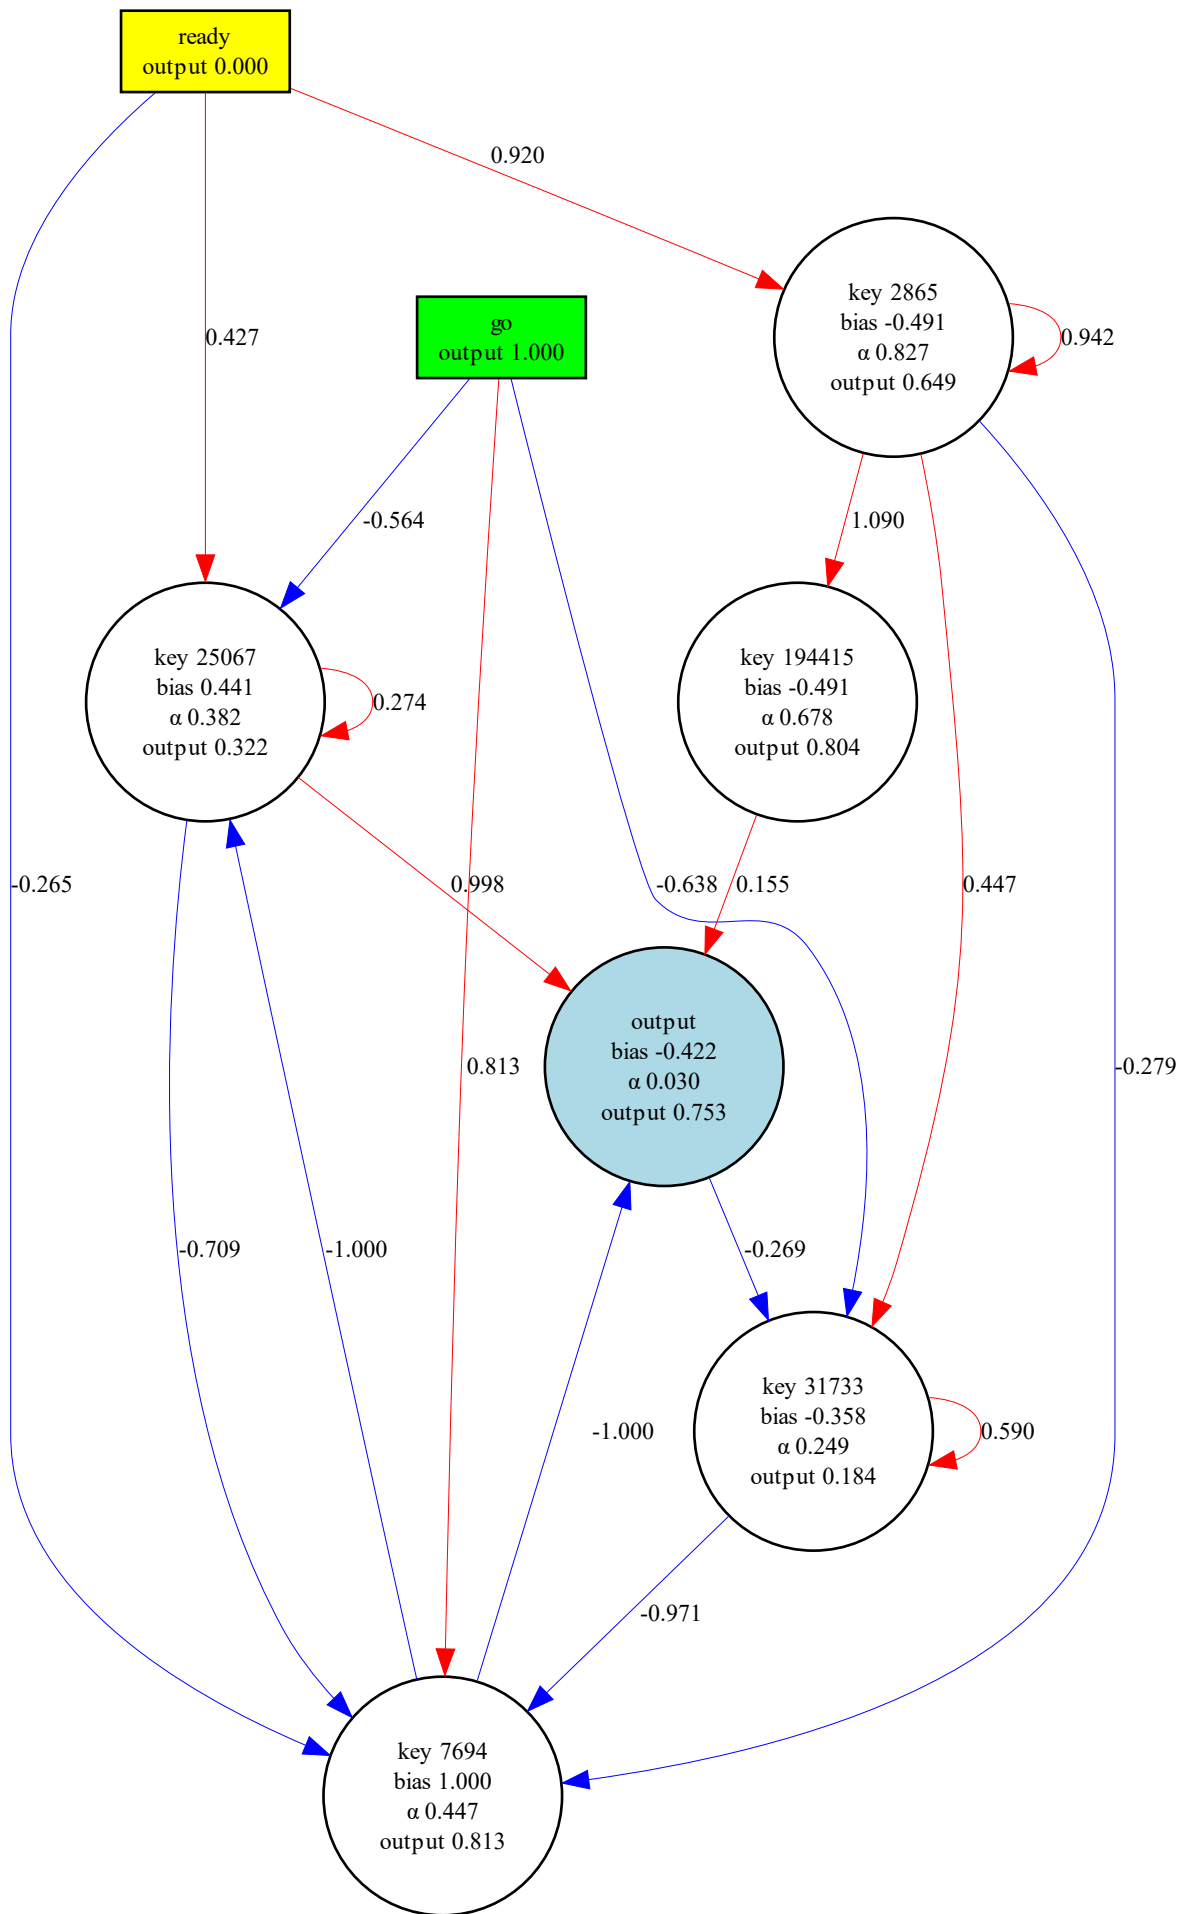 ready
output 0.000
0.920
key 2865
bias -0.491
α 0.827
output 0.649
0.942
go
output 1.000
0.427
-0.564
1.090
key 25067
bias 0.441
α 0.382
output 0.322
0.274
key 194415
bias -0.491
α 0.678
output 0.804
-0.265
0.998
-0.638
0.155
0.447
output
bias -0.422
α 0.030
output 0.753
0.813
-0.279
-0.709
-1.000
-0.269
key 31733
bias -0.358
α 0.249
output 0.184
0.590
-1.000
-0.971
key 7694
bias 1.000
α 0.447
output 0.813